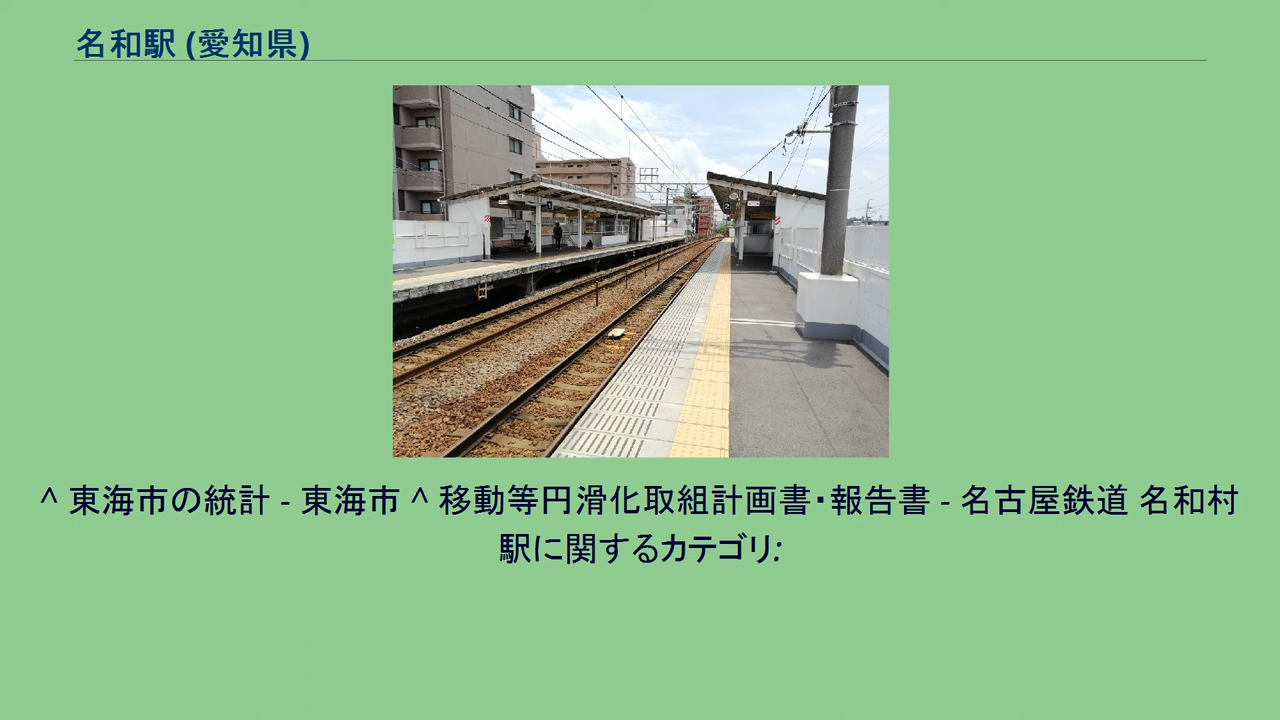 名和駅 (愛知県)
^ 東海市の統計 - 東海市 ^ 移動等円滑化取組計画書・報告書 - 名古屋鉄道 名和村
駅に関するカテゴリ: